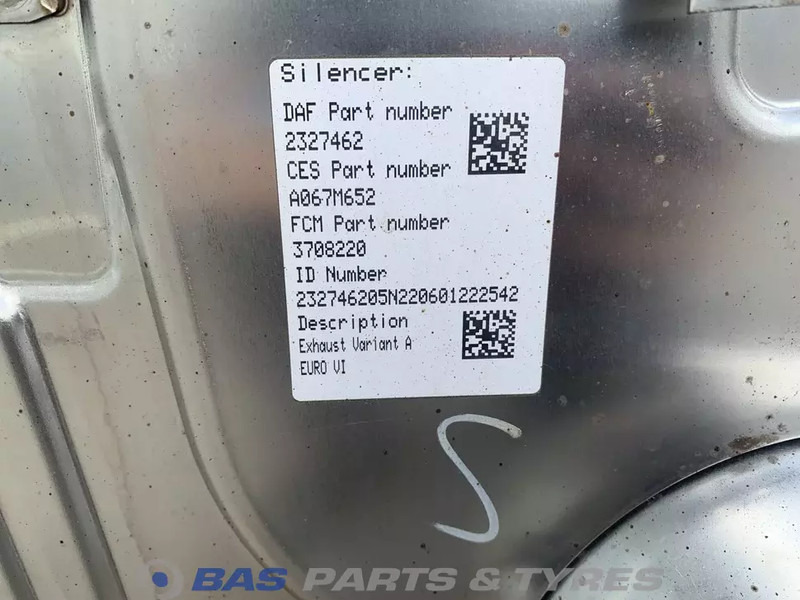 Silencer:
DAF Part number
2327462
CES Part number
A067M652
FCM Part number
3708220
ID Number
232746205N220601222542
Description
Exhaust Variant A
EURO VI
S
BAS PARTS & TYRES